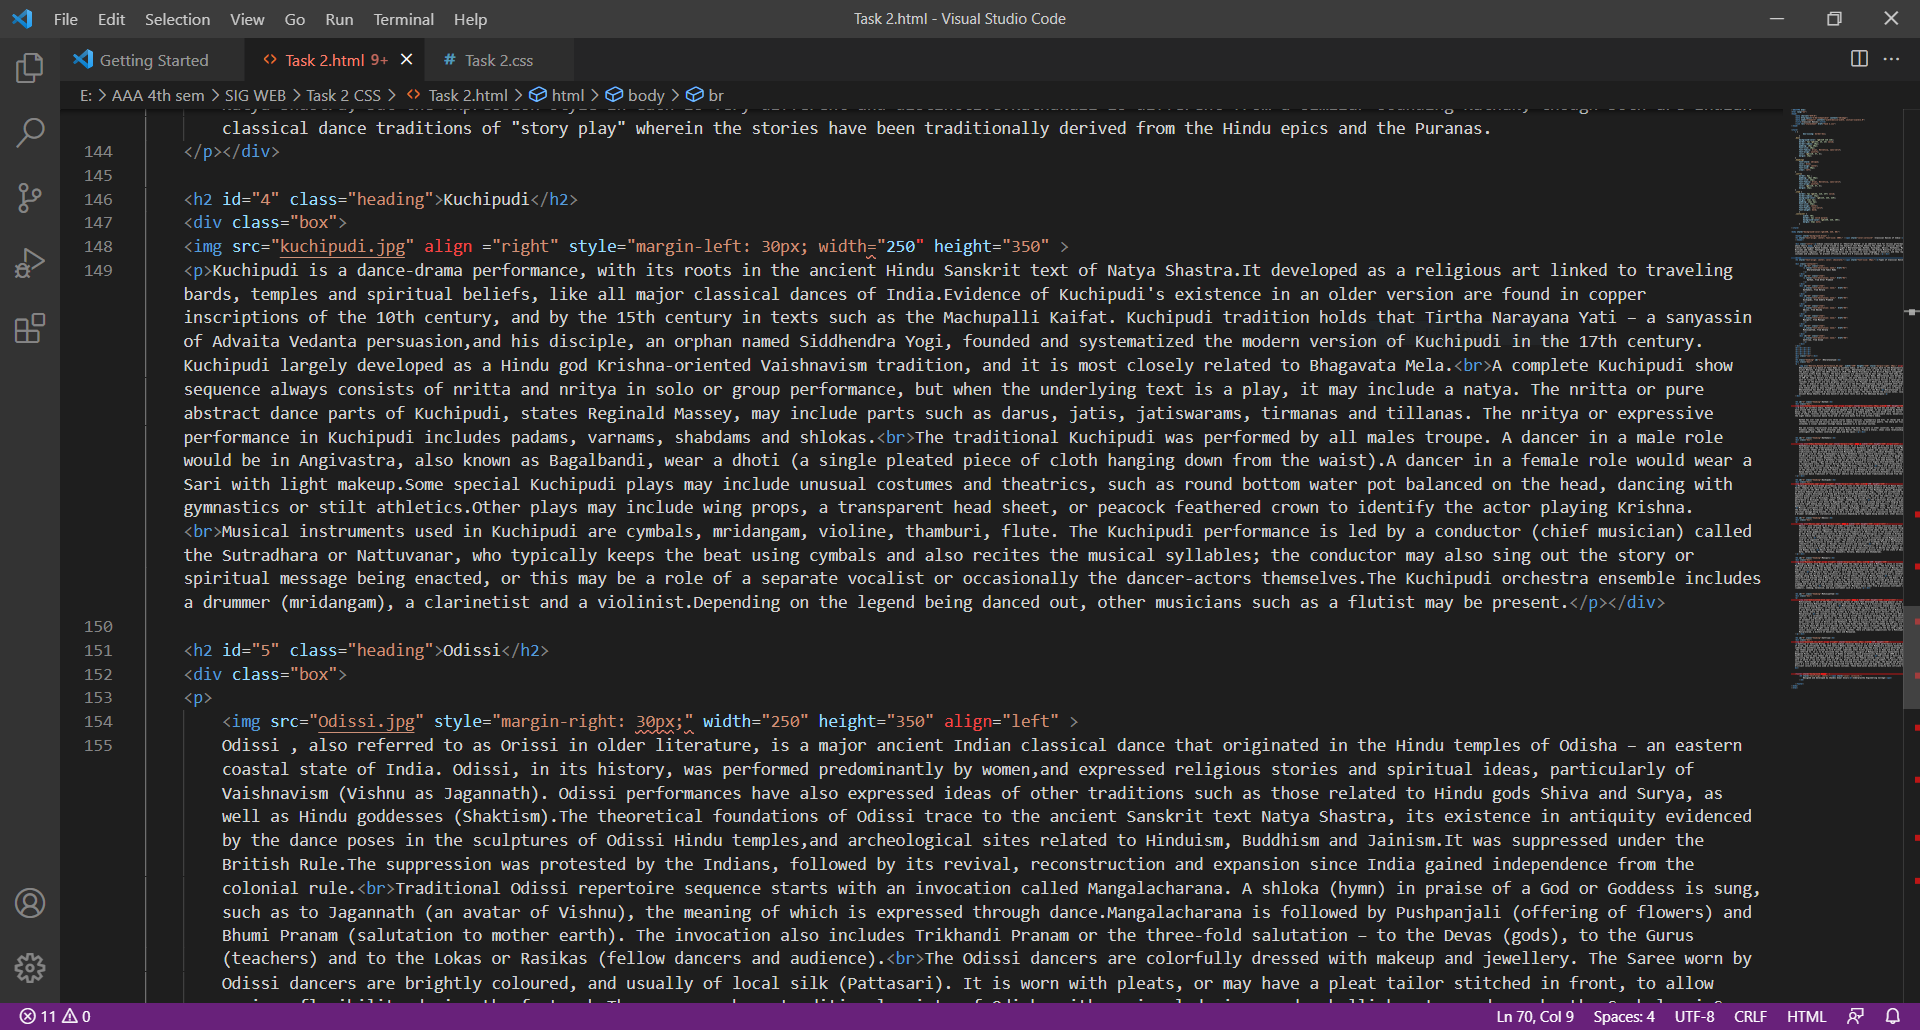 File Edit Selection View Go Run Terminal Help
Task 2.html - Visual Studio Code
Getting Started
Task 2.html 9+
# Task 2.css
E: > AAA 4th sem > SIG WEB > Task 2 CSS > Task 2.html > html > body > br
classical dance traditions of "story play" wherein the stories have been traditionally derived from the Hindu epics and the Puranas.
144 </p></div>
145
146 <h2 id="4" class="heading">Kuchipudi</h2>
147 <div class="box">
148 <img src="kuchipudi.jpg" align ="right" style="margin-left: 30px; width="250" height="350" >
149 <p>Kuchipudi is a dance-drama performance, with its roots in the ancient Hindu Sanskrit text of Natya Shastra.It developed as a religious art linked to traveling
bards, temples and spiritual beliefs, like all major classical dances of India.Evidence of Kuchipudi's existence in an older version are found in copper
inscriptions of the 10th century, and by the 15th century in texts such as the Machupalli Kaifat. Kuchipudi tradition holds that Tirtha Narayana Yati – a sanyassin
of Advaita Vedanta persuasion,and his disciple, an orphan named Siddhendra Yogi, founded and systematized the modern version of Kuchipudi in the 17th century.
Kuchipudi largely developed as a Hindu god Krishna-oriented Vaishnavism tradition, and it is most closely related to Bhagavata Mela.<br>A complete Kuchipudi show
sequence always consists of nritta and nritya in solo or group performance, but when the underlying text is a play, it may include a natya. The nritta or pure
abstract dance parts of Kuchipudi, states Reginald Massey, may include parts such as darus, jatis, jatiswarams, tirmanas and tillanas. The nritya or expressive
performance in Kuchipudi includes padams, varnams, shabdams and shlokas.<br>The traditional Kuchipudi was performed by all males troupe. A dancer in a male role
would be in Angivastra, also known as Bagalbandi, wear a dhoti (a single pleated piece of cloth hanging down from the waist).A dancer in a female role would wear a
Sari with light makeup.Some special Kuchipudi plays may include unusual costumes and theatrics, such as round bottom water pot balanced on the head, dancing with
gymnastics or stilt athletics.Other plays may include wing props, a transparent head sheet, or peacock feathered crown to identify the actor playing Krishna.
<br>Musical instruments used in Kuchipudi are cymbals, mridangam, violine, thamburi, flute. The Kuchipudi performance is led by a conductor (chief musician) called
the Sutradhara or Nattuvanar, who typically keeps the beat using cymbals and also recites the musical syllables; the conductor may also sing out the story or
spiritual message being enacted, or this may be a role of a separate vocalist or occasionally the dancer-actors themselves.The Kuchipudi orchestra ensemble includes
a drummer (mridangam), a clarinetist and a violinist.Depending on the legend being danced out, other musicians such as a flutist may be present.</p></div>
150
151 <h2 id="5" class="heading">Odissi</h2>
152 <div class="box">
153 <p>
154 <img src="Odissi.jpg" style="margin-right: 30px;" width="250" height="350" align="left" >
155 Odissi , also referred to as Orissi in older literature, is a major ancient Indian classical dance that originated in the Hindu temples of Odisha – an eastern
coastal state of India. Odissi, in its history, was performed predominantly by women,and expressed religious stories and spiritual ideas, particularly of
Vaishnavism (Vishnu as Jagannath). Odissi performances have also expressed ideas of other traditions such as those related to Hindu gods Shiva and Surya, as
well as Hindu goddesses (Shaktism).The theoretical foundations of Odissi trace to the ancient Sanskrit text Natya Shastra, its existence in antiquity evidenced
by the dance poses in the sculptures of Odissi Hindu temples,and archeological sites related to Hinduism, Buddhism and Jainism.It was suppressed under the
British Rule.The suppression was protested by the Indians, followed by its revival, reconstruction and expansion since India gained independence from the
colonial rule.<br>Traditional Odissi repertoire sequence starts with an invocation called Mangalacharana. A shloka (hymn) in praise of a God or Goddess is sung,
such as to Jagannath (an avatar of Vishnu), the meaning of which is expressed through dance.Mangalacharana is followed by Pushpanjali (offering of flowers) and
Bhumi Pranam (salutation to mother earth). The invocation also includes Trikhandi Pranam or the three-fold salutation – to the Devas (gods), to the Gurus
(teachers) and to the Lokas or Rasikas (fellow dancers and audience).<br>The Odissi dancers are colorfully dressed with makeup and jewellery. The Saree worn by
Odissi dancers are brightly coloured, and usually of local silk (Pattasari). It is worn with pleats, or may have a pleat tailor stitched in front, to allow
11 0
Ln 70, Col 9 Spaces: 4 UTF-8 CRLF HTML